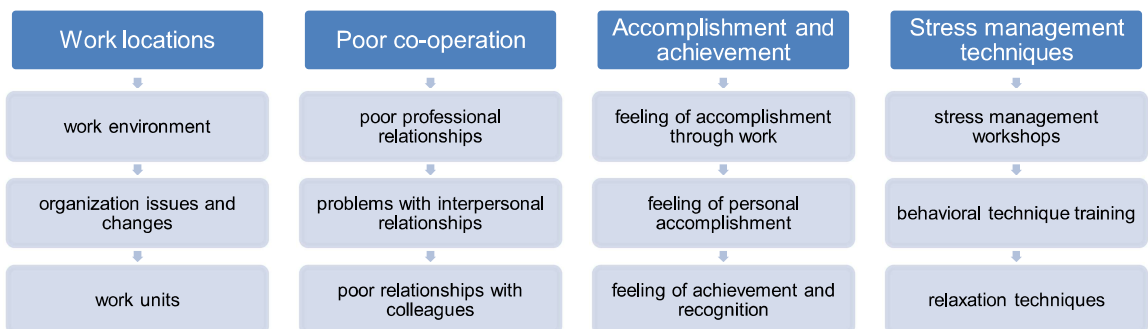 Work locations
work environment
organization issues and
changes
work units
Poor co-operation
poor professional
relationships
problems with interpersonal
relationships
poor relationships with
colleagues
Accomplishment and
achievement
feeling of accomplishment
through work
feeling of personal
accomplishment
feeling of achievement and
recognition
Stress management
techniques
stress management
workshops
behavioral technique training
relaxation techniques